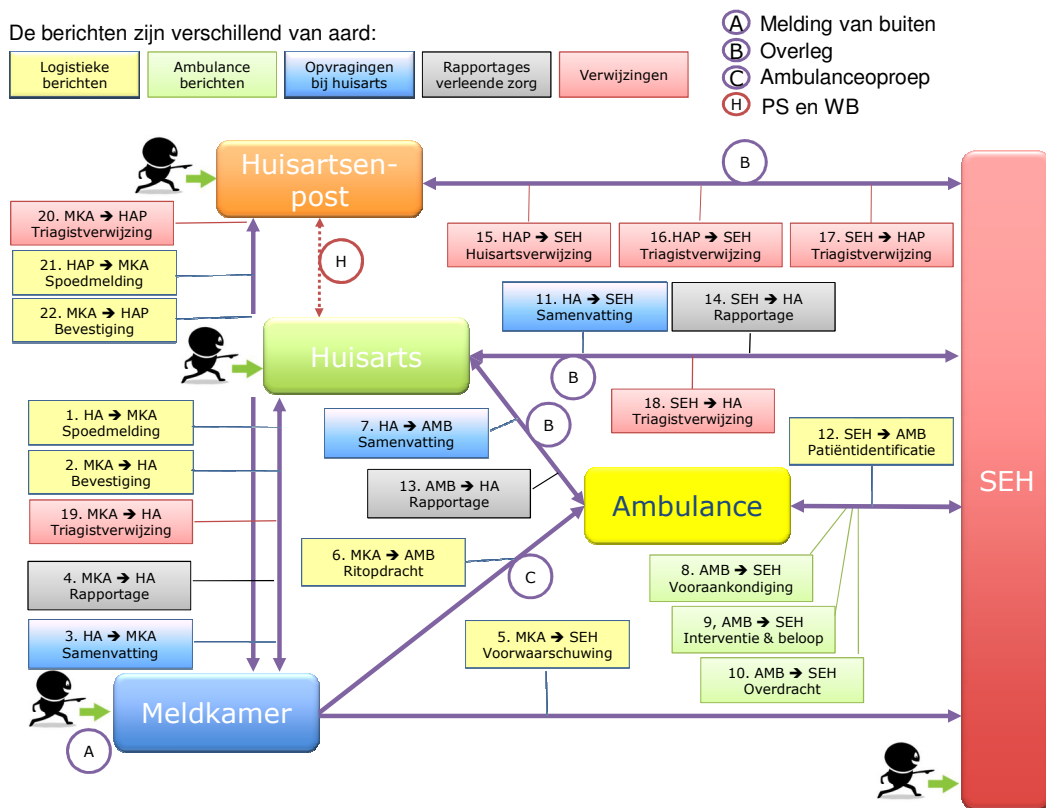 De berichten zijn verschillend van aard:
Logistieke
berichten
Ambulance
berichten
Opvragingen
bij huisarts
Rapportages
verleende zorg
Verwijzingen
A Melding van buiten
B Overleg
C Ambulanceoproep
H PS en WB
Huisartsen-
post
B
20. MKA ➔ HAP
Triagistverwijzing
21. HAP ➔ MKA
Spoedmelding
22. MKA ➔ HAP
Bevestiging
H
15. HAP ➔ SEH
Huisartsverwijzing
16.HAP ➔ SEH
Triagistverwijzing
17. SEH ➔ HAP
Triagistverwijzing
11. HA ➔ SEH
Samenvatting
14. SEH ➔ HA
Rapportage
Huisarts
B
18. SEH ➔ HA
Triagistverwijzing
1. HA ➔ MKA
Spoedmelding
2. MKA ➔ HA
Bevestiging
19. MKA ➔ HA
Triagistverwijzing
4. MKA ➔ HA
Rapportage
3. HA ➔ MKA
Samenvatting
7. HA ➔ AMB
Samenvatting
B
13. AMB ➔ HA
Rapportage
12. SEH ➔ AMB
Patiëntidentificatie
SEH
Ambulance
6. MKA ➔ AMB
Ritopdracht
C
8. AMB ➔ SEH
Vooraankondiging
9, AMB ➔ SEH
Interventie & beloop
10. AMB ➔ SEH
Overdracht
5. MKA ➔ SEH
Voorwaarschuwing
Meldkamer
A